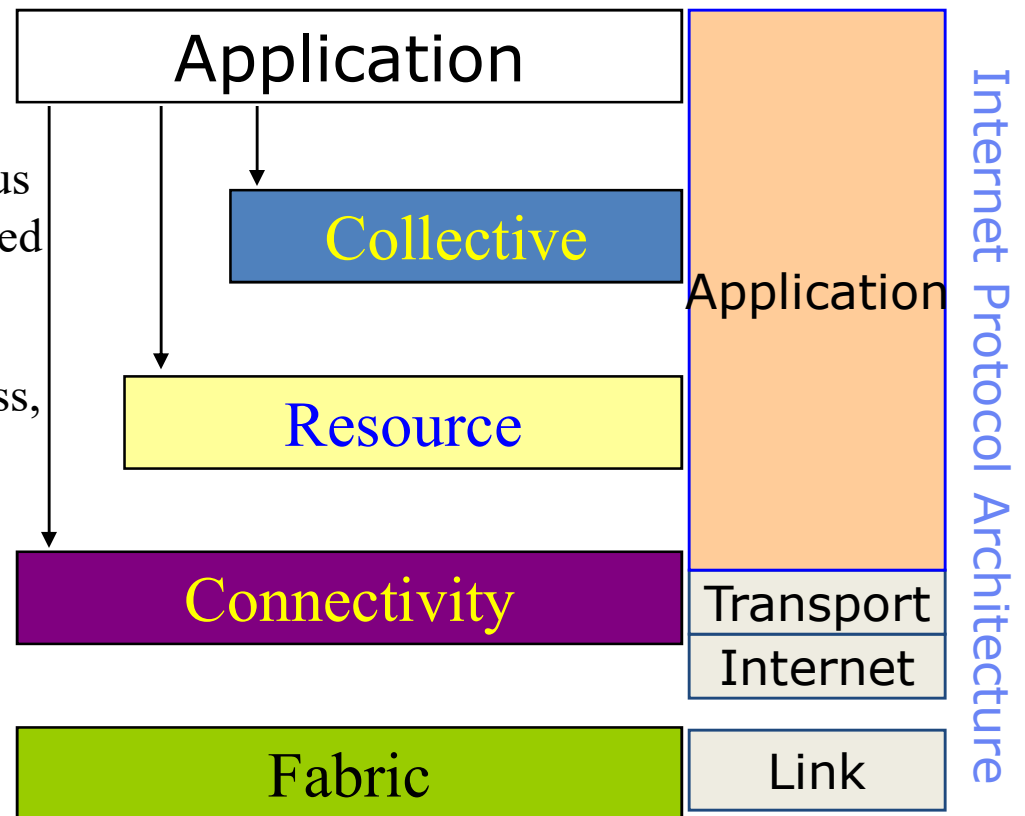 Application
us
ed
Collective
Application
ss,
Resource
Connectivity
Transport
Internet
Fabric
Link
Internet Protocol Architecture